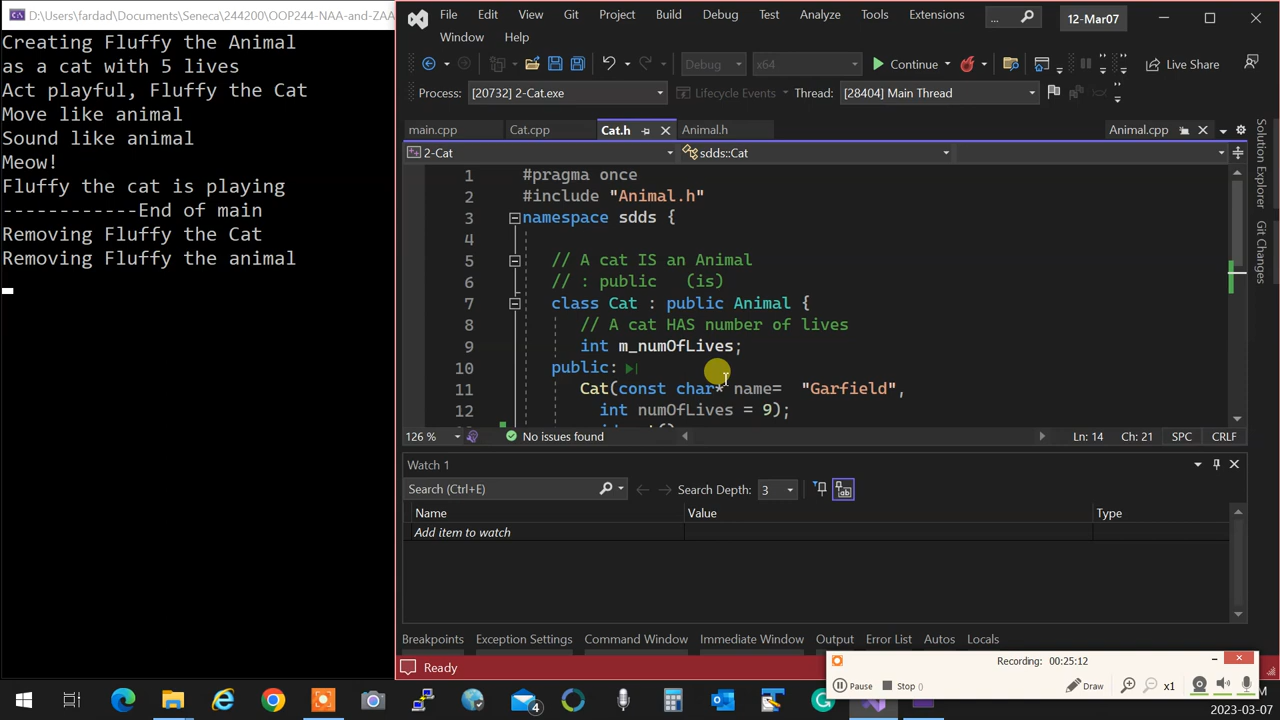 D:\Users\fardad\Documents\Seneca\244200\OOP244-NAA-and-ZAA
Creating Fluffy the Animal
as a cat with 5 lives
Act playful, Fluffy the Cat
Move like animal
Sound like animal
Meow!
Fluffy the cat is playing
------------End of main
Removing Fluffy the Cat
Removing Fluffy the animal
File Edit View Git Project Build Debug Test Analyze Tools Extensions ... 12-Mar07
Window Help
Debug x64 Continue Live Share
Process: [20732] 2-Cat.exe Lifecycle Events Thread: [28404] Main Thread
main.cpp Cat.cpp Cat.h Animal.h Animal.cpp
2-Cat sdds::Cat
1 #pragma once
2 #include "Animal.h"
3 namespace sdds {
4
5 // A cat IS an Animal
6 // : public (is)
7 class Cat : public Animal {
8 // A cat HAS number of lives
9 int m_numOfLives;
10 public:
11 Cat(const char* name= "Garfield",
12 int numOfLives = 9);
126 % No issues found Ln: 14 Ch: 21 SPC CRLF
Watch 1
Search (Ctrl+E) Search Depth: 3
Name Value Type
Add item to watch
Breakpoints Exception Settings Command Window Immediate Window Output Error List Autos Locals
Ready
Solution Explorer
Git Changes
Recording: 00:25:12
Pause Stop () Draw x1
4
2023-03-07